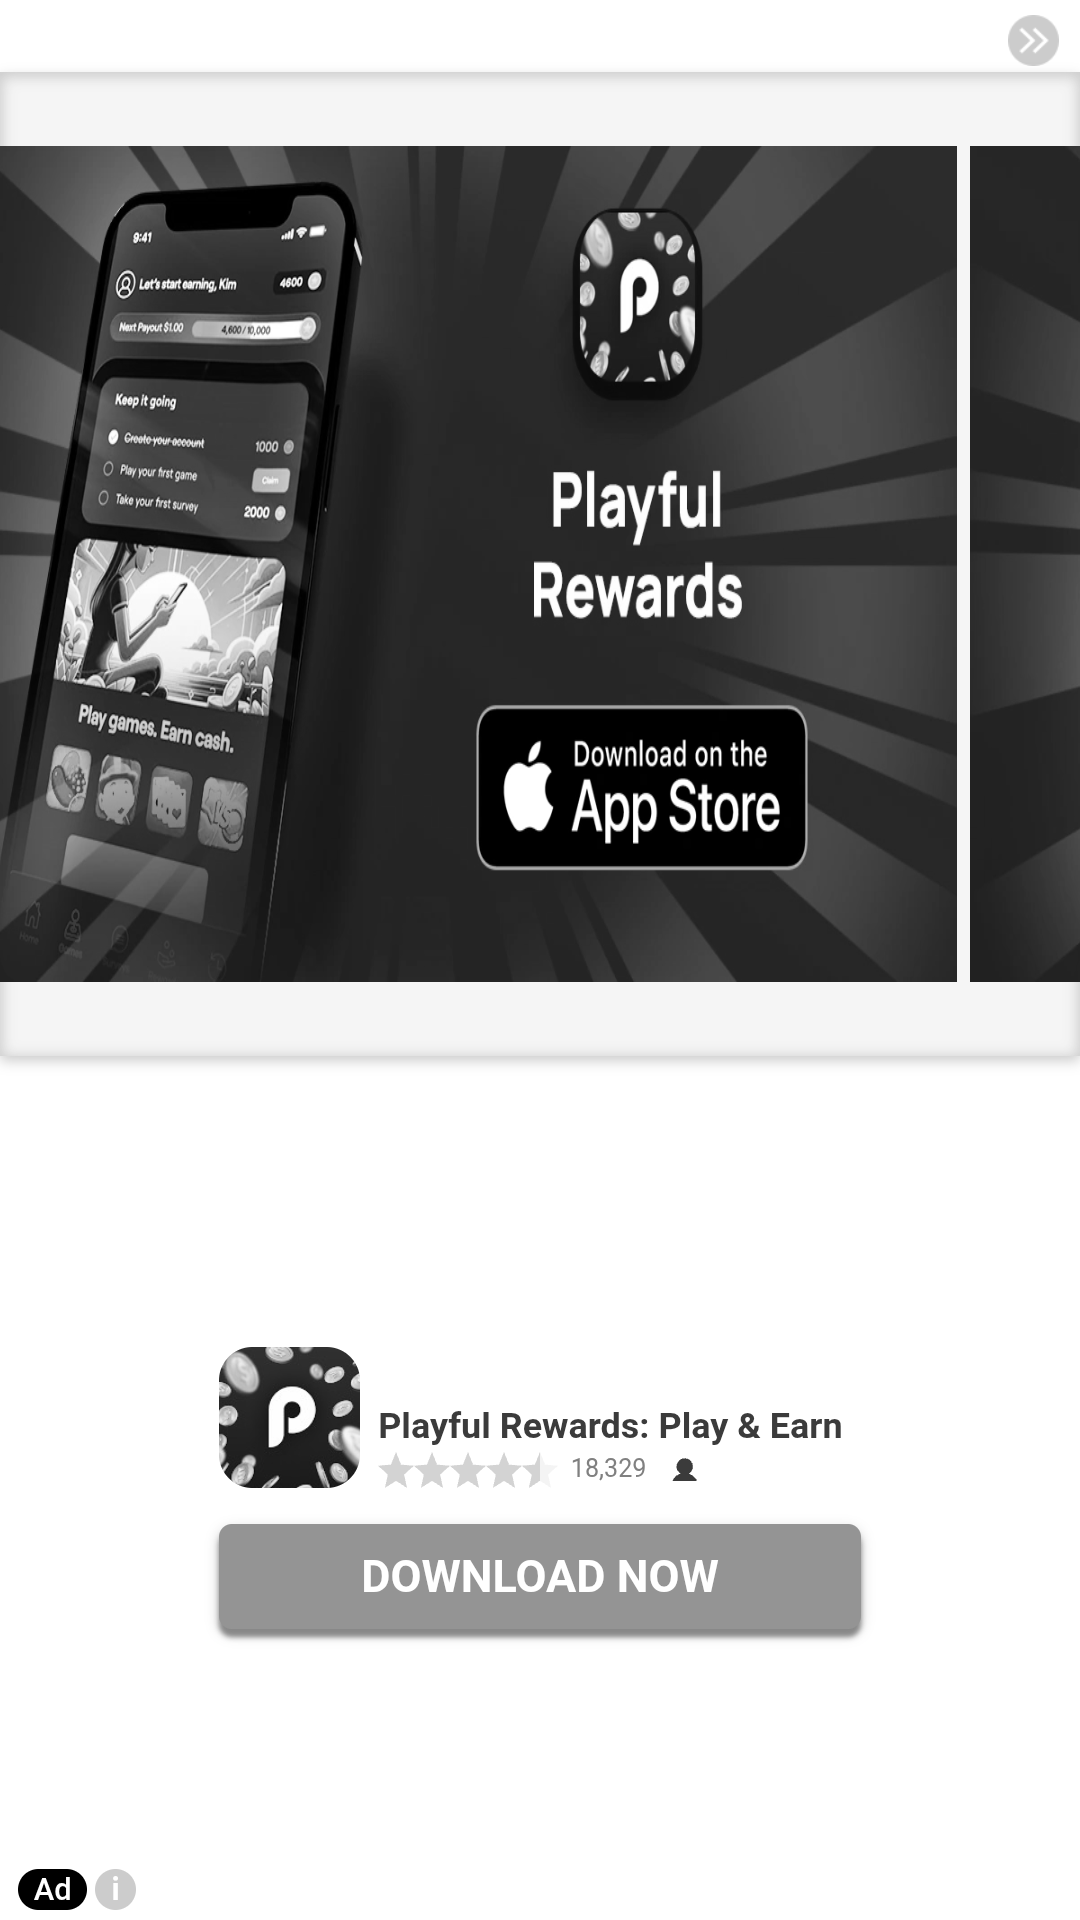 9:41
Let's start earning, Kim
4600
Next Payout $1.00
4,600 / 10,000
Keep it going
Create your account
1000
Play your first game
Claim
Take your first survey
2000
Play games. Earn cash.
Home
Games
Playful
Rewards
Download on the
App Store
Playful Rewards: Play & Earn
18,329
DOWNLOAD NOW
Ad
i